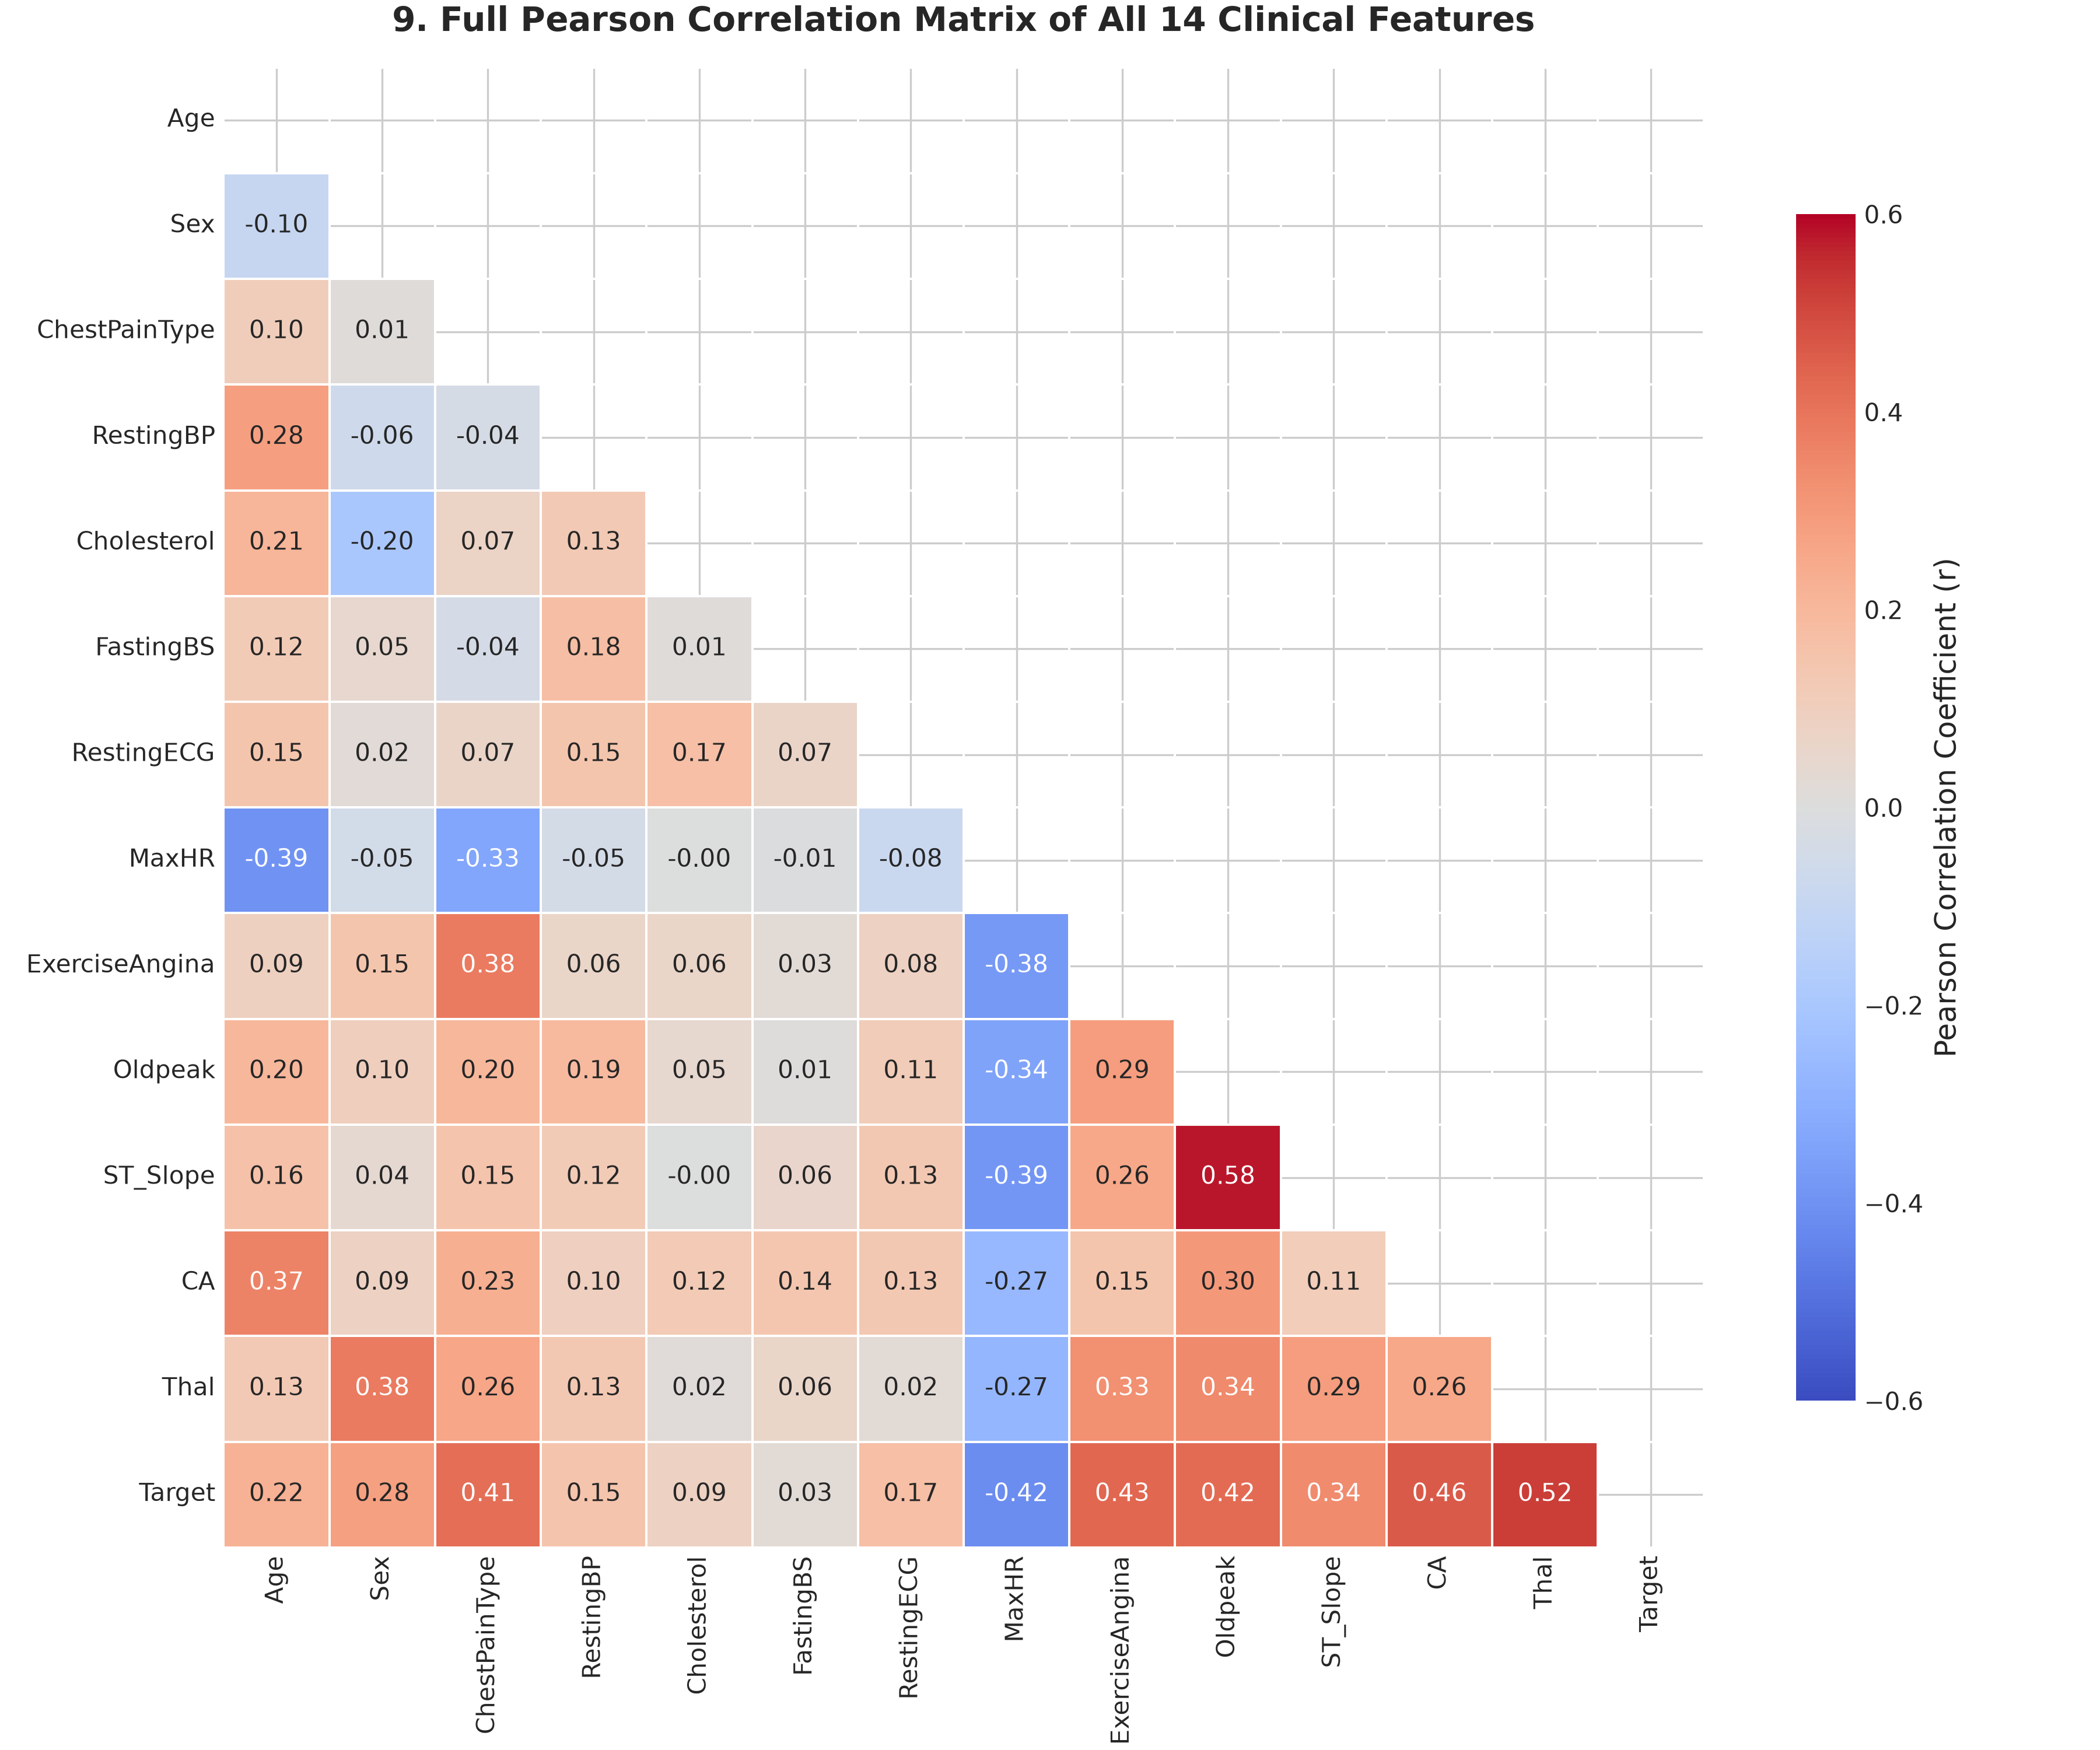 9. Full Pearson Correlation Matrix of All 14 Clinical Features
Age
Sex -0.10
ChestPainType 0.10 0.01
RestingBP 0.28 -0.06 -0.04
Cholesterol 0.21 -0.20 0.07 0.13
FastingBS 0.12 0.05 -0.04 0.18 0.01
RestingECG 0.15 0.02 0.07 0.15 0.17 0.07
MaxHR -0.39 -0.05 -0.33 -0.05 -0.00 -0.01 -0.08
ExerciseAngina 0.09 0.15 0.38 0.06 0.06 0.03 0.08 -0.38
Oldpeak 0.20 0.10 0.20 0.19 0.05 0.01 0.11 -0.34 0.29
ST_Slope 0.16 0.04 0.15 0.12 -0.00 0.06 0.13 -0.39 0.26 0.58
CA 0.37 0.09 0.23 0.10 0.12 0.14 0.13 -0.27 0.15 0.30 0.11
Thal 0.13 0.38 0.26 0.13 0.02 0.06 0.02 -0.27 0.33 0.34 0.29 0.26
Target 0.22 0.28 0.41 0.15 0.09 0.03 0.17 -0.42 0.43 0.42 0.34 0.46 0.52
Age Sex ChestPainType RestingBP Cholesterol FastingBS RestingECG MaxHR ExerciseAngina Oldpeak ST_Slope CA Thal Target
0.6
0.4
0.2
0.0
−0.2
−0.4
−0.6
Pearson Correlation Coefficient (r)